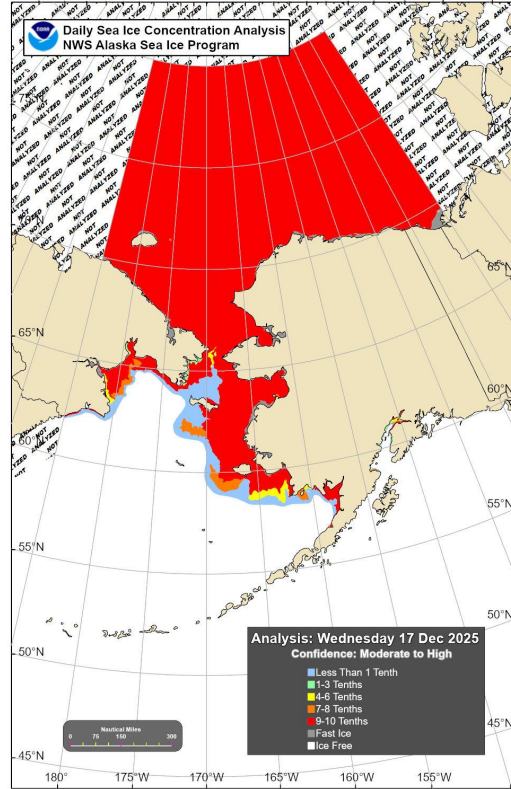 NOAA
Daily Sea Ice Concentration Analysis
NWS Alaska Sea Ice Program
NOT ANALYZED
65°N
60°N
55°N
50°N
45°N
65°N
60°N
55°N
50°N
45°N
Analysis: Wednesday 17 Dec 2025
Confidence: Moderate to High
Less Than 1 Tenth
1-3 Tenths
4-6 Tenths
7-8 Tenths
9-10 Tenths
Fast Ice
Ice Free
Nautical Miles
0 75 150 300
180° 175°W 170°W 165°W 160°W 155°W